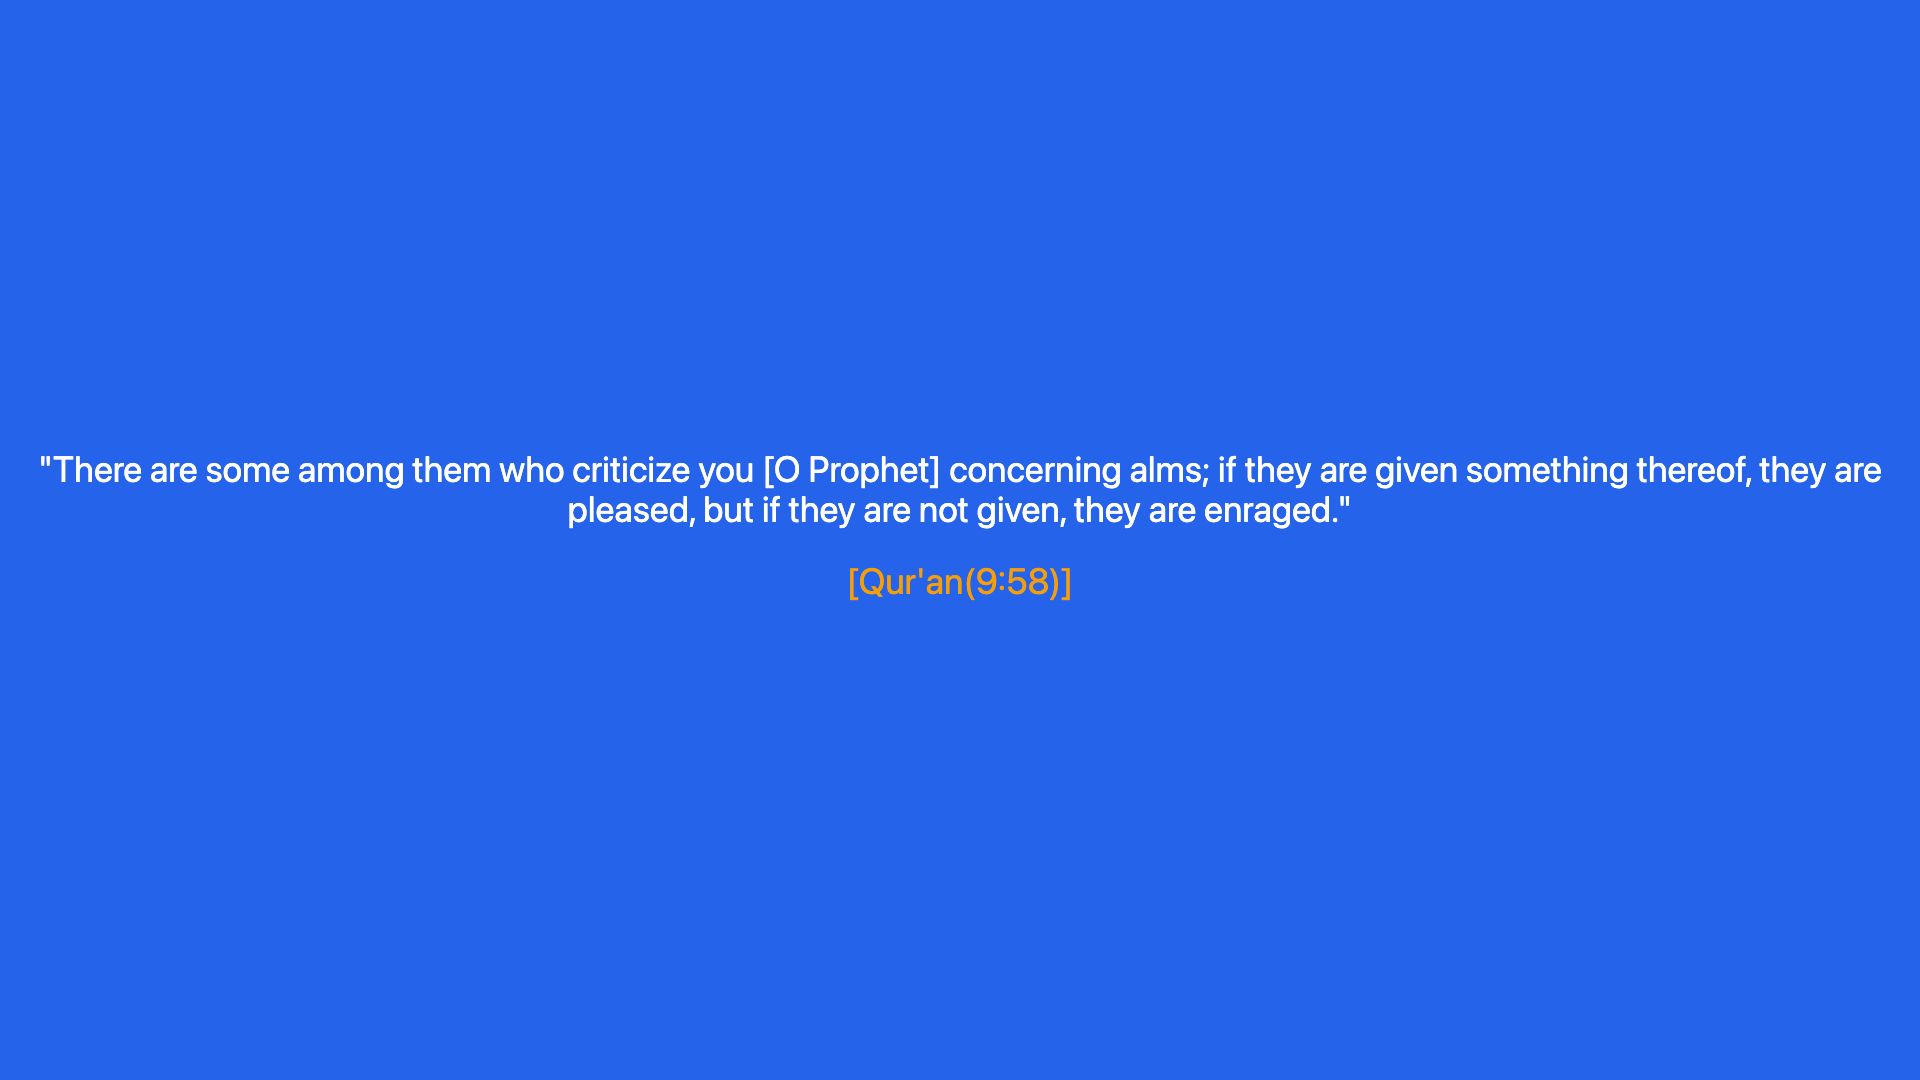 "There are some among them who criticize you [O Prophet] concerning alms; if they are given something thereof, they are
pleased, but if they are not given, they are enraged."
[Qur'an(9:58)]